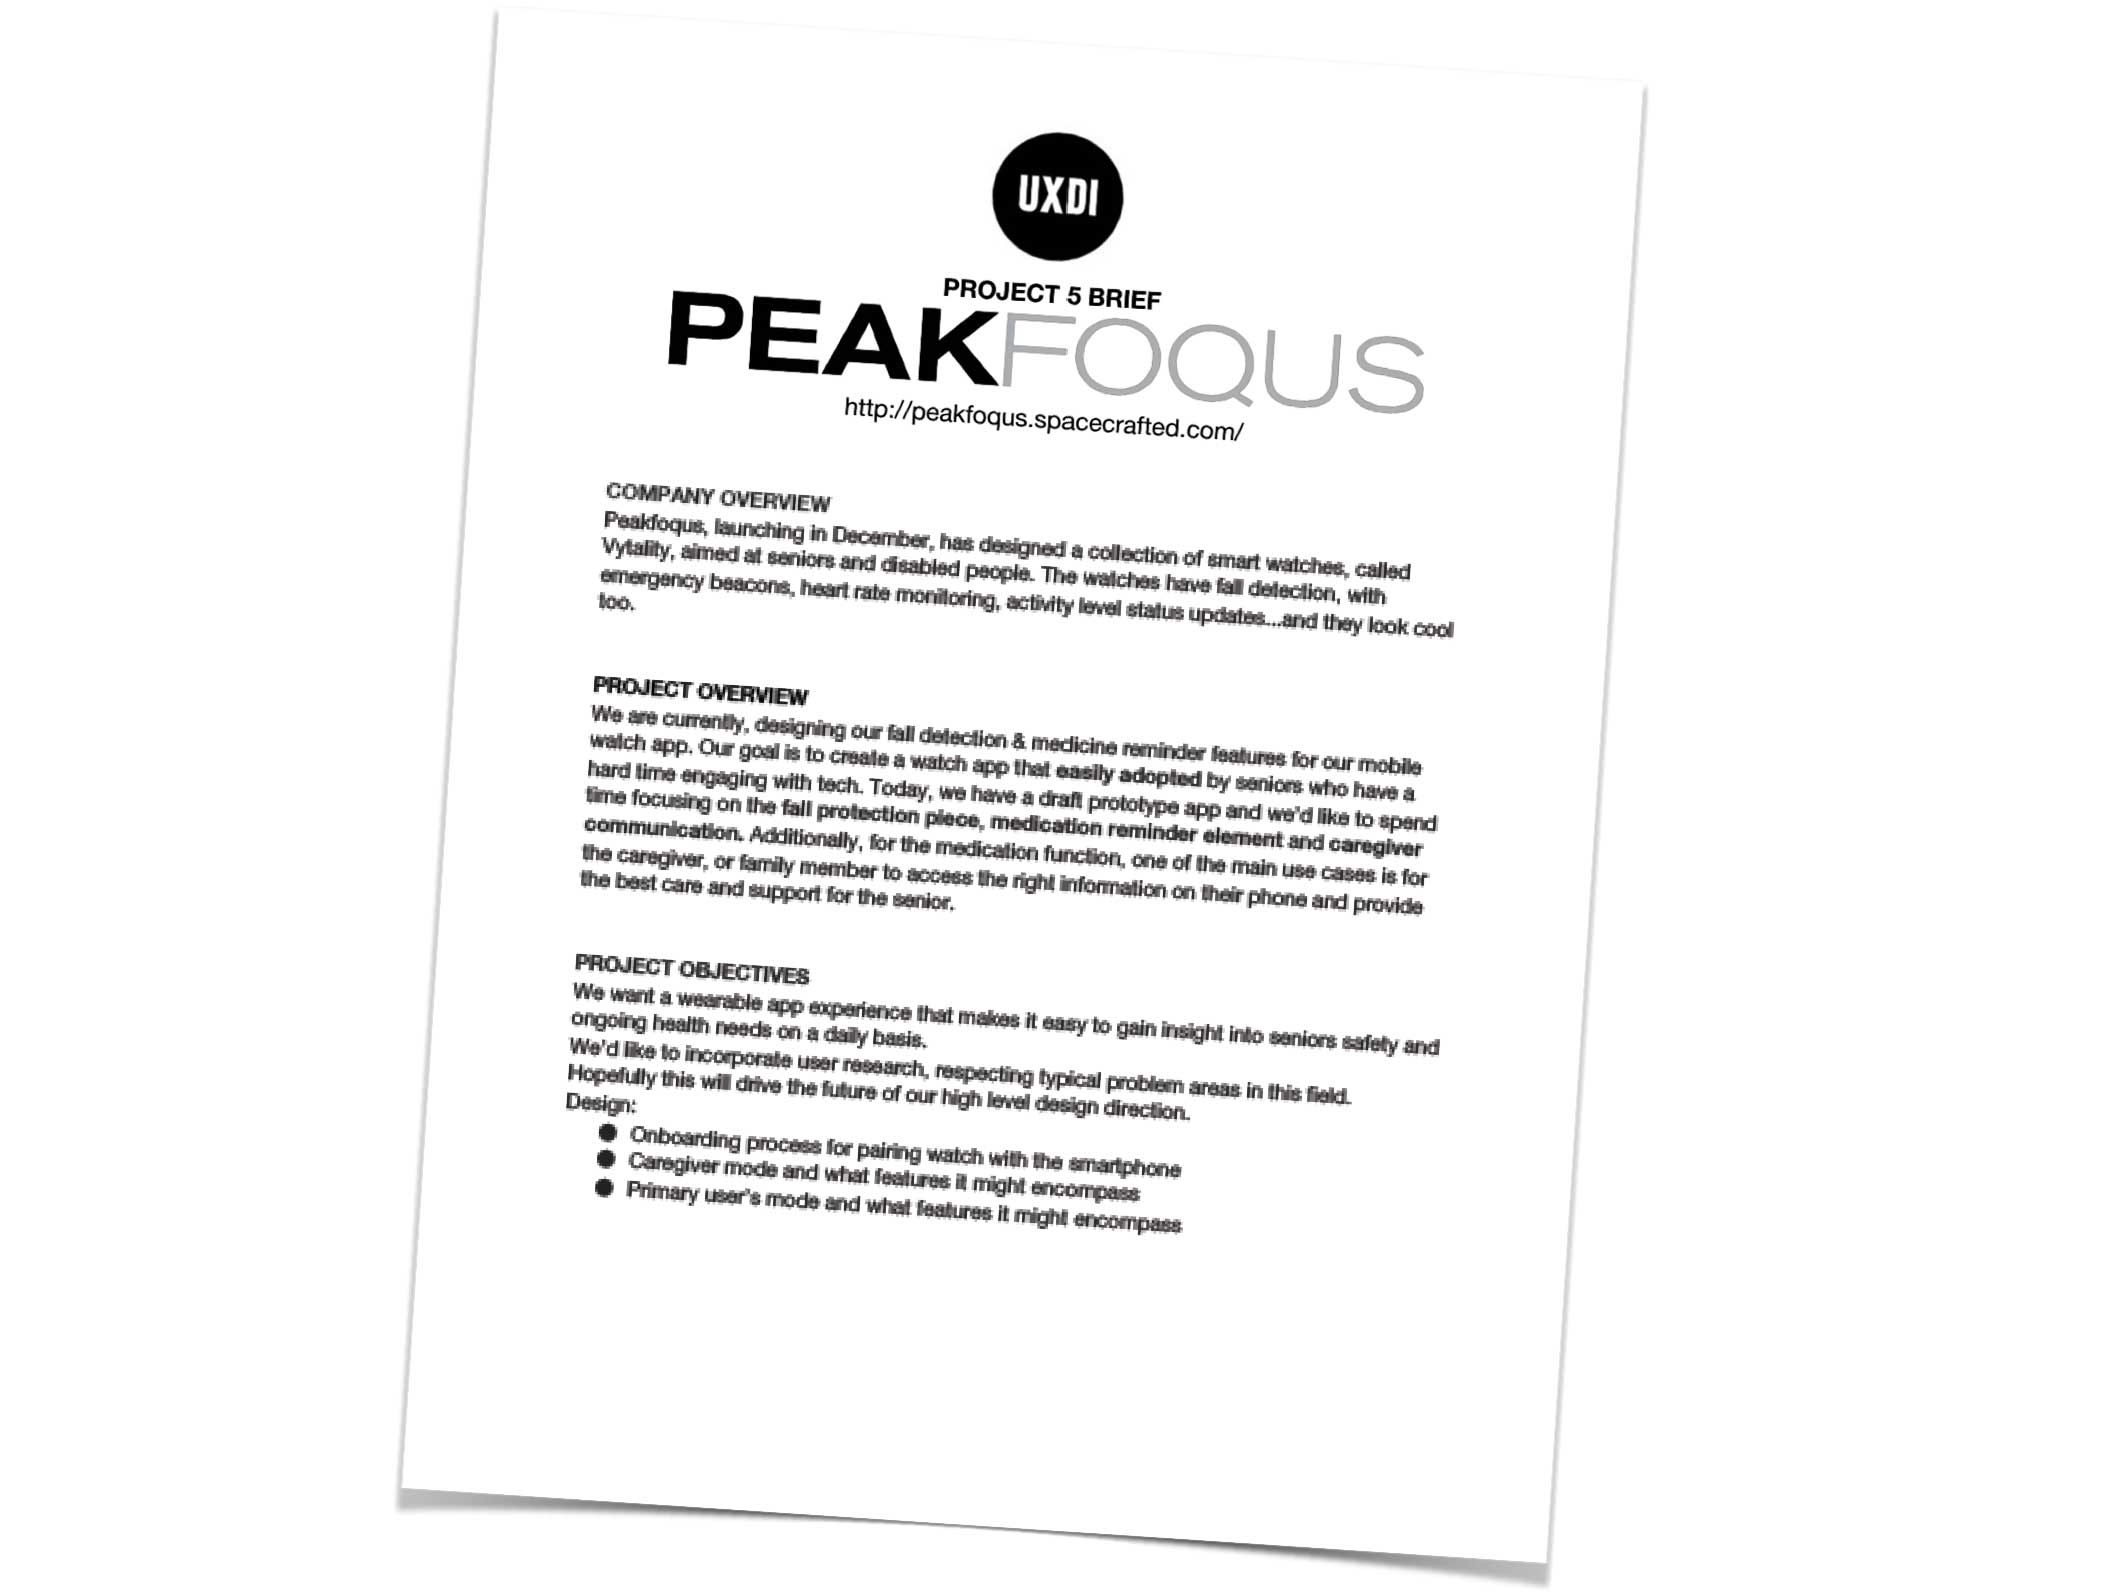 UXDI
PROJECT 5 BRIEF
PEAKFOQUS
http://peakfoqus.spacecrafted.com/
COMPANY OVERVIEW
Peakfoqus, launching in December, has designed a collection of smart watches, called
Vytality, aimed at seniors and disabled people. The watches have fall detection, with
emergency beacons, heart rate monitoring, activity level status updates...and they look cool
too.
PROJECT OVERVIEW
We are currently, designing our fall detection & medicine reminder features for our mobile
watch app. Our goal is to create a watch app that easily adopted by seniors who have a
hard time engaging with tech. Today, we have a draft prototype app and we'd like to spend
time focusing on the fall protection piece, medication reminder element and caregiver
communication. Additionally, for the medication function, one of the main use cases is for
the caregiver, or family member to access the right information on their phone and provide
the best care and support for the senior.
PROJECT OBJECTIVES
We want a wearable app experience that makes it easy to gain insight into seniors safety and
ongoing health needs on a daily basis.
We'd like to incorporate user research, respecting typical problem areas in this field.
Hopefully this will drive the future of our high level design direction.
Design:
● Onboarding process for pairing watch with the smartphone
● Caregiver mode and what features it might encompass
● Primary user's mode and what features it might encompass